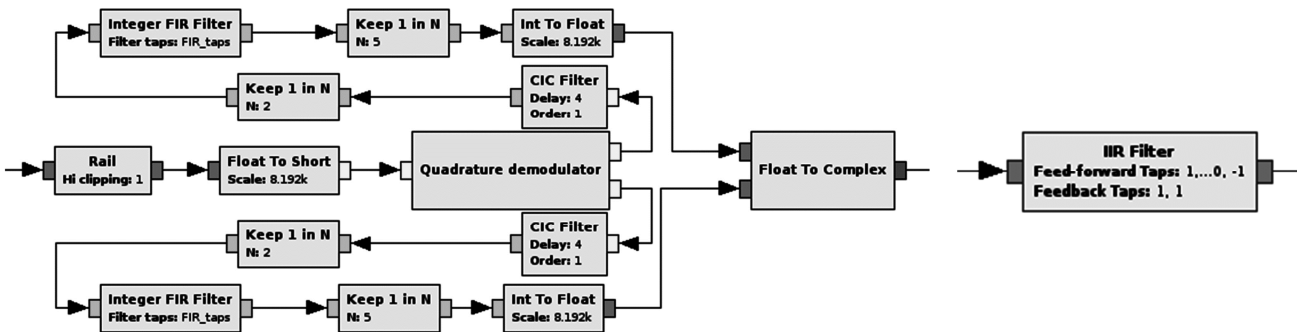 Integer FIR Filter
Filter taps: FIR_taps
Keep 1 in N
N: 5
Int To Float
Scale: 8.192k
Keep 1 in N
N: 2
CIC Filter
Delay: 4
Order: 1
Rail
Hi clipping: 1
Float To Short
Scale: 8.192k
Quadrature demodulator
Float To Complex
IIR Filter
Feed-forward Taps: 1,...0, -1
Feedback Taps: 1, 1
Keep 1 in N
N: 2
CIC Filter
Delay: 4
Order: 1
Integer FIR Filter
Filter taps: FIR_taps
Keep 1 in N
N: 5
Int To Float
Scale: 8.192k